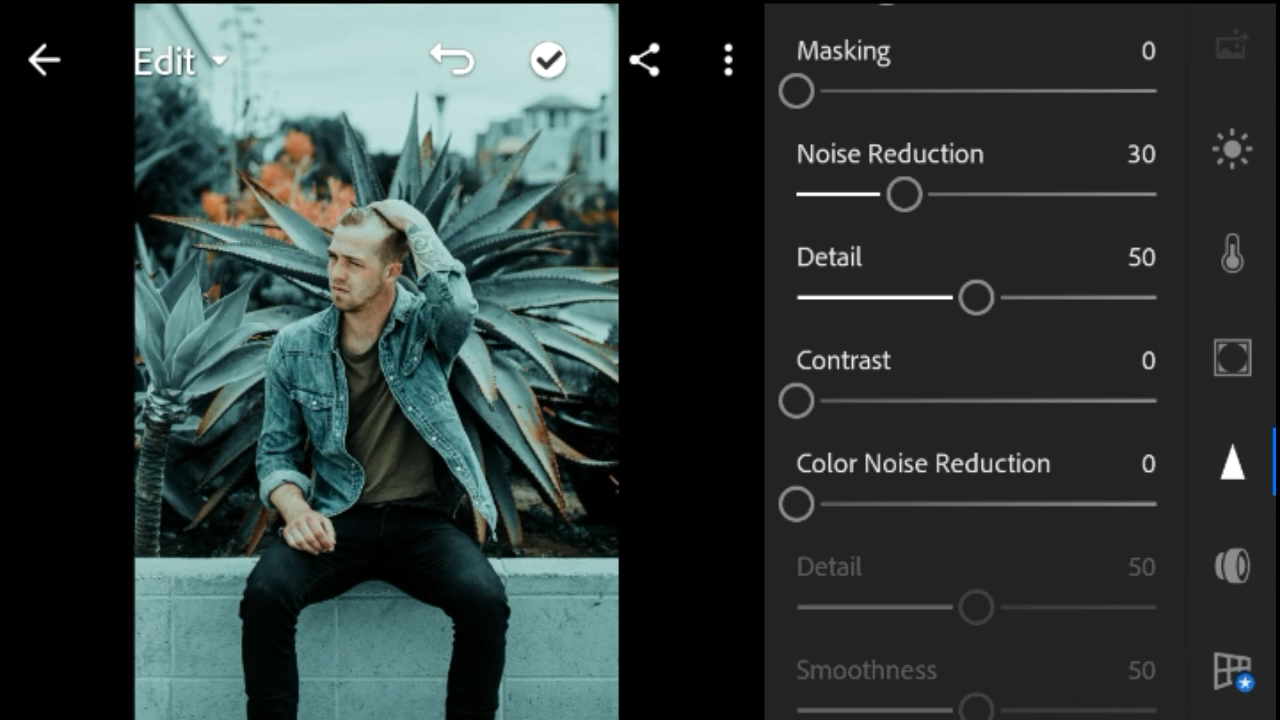 Edit
Masking 0
Noise Reduction 30
Detail 50
Contrast 0
Color Noise Reduction 0
Detail 50
Smoothness 50